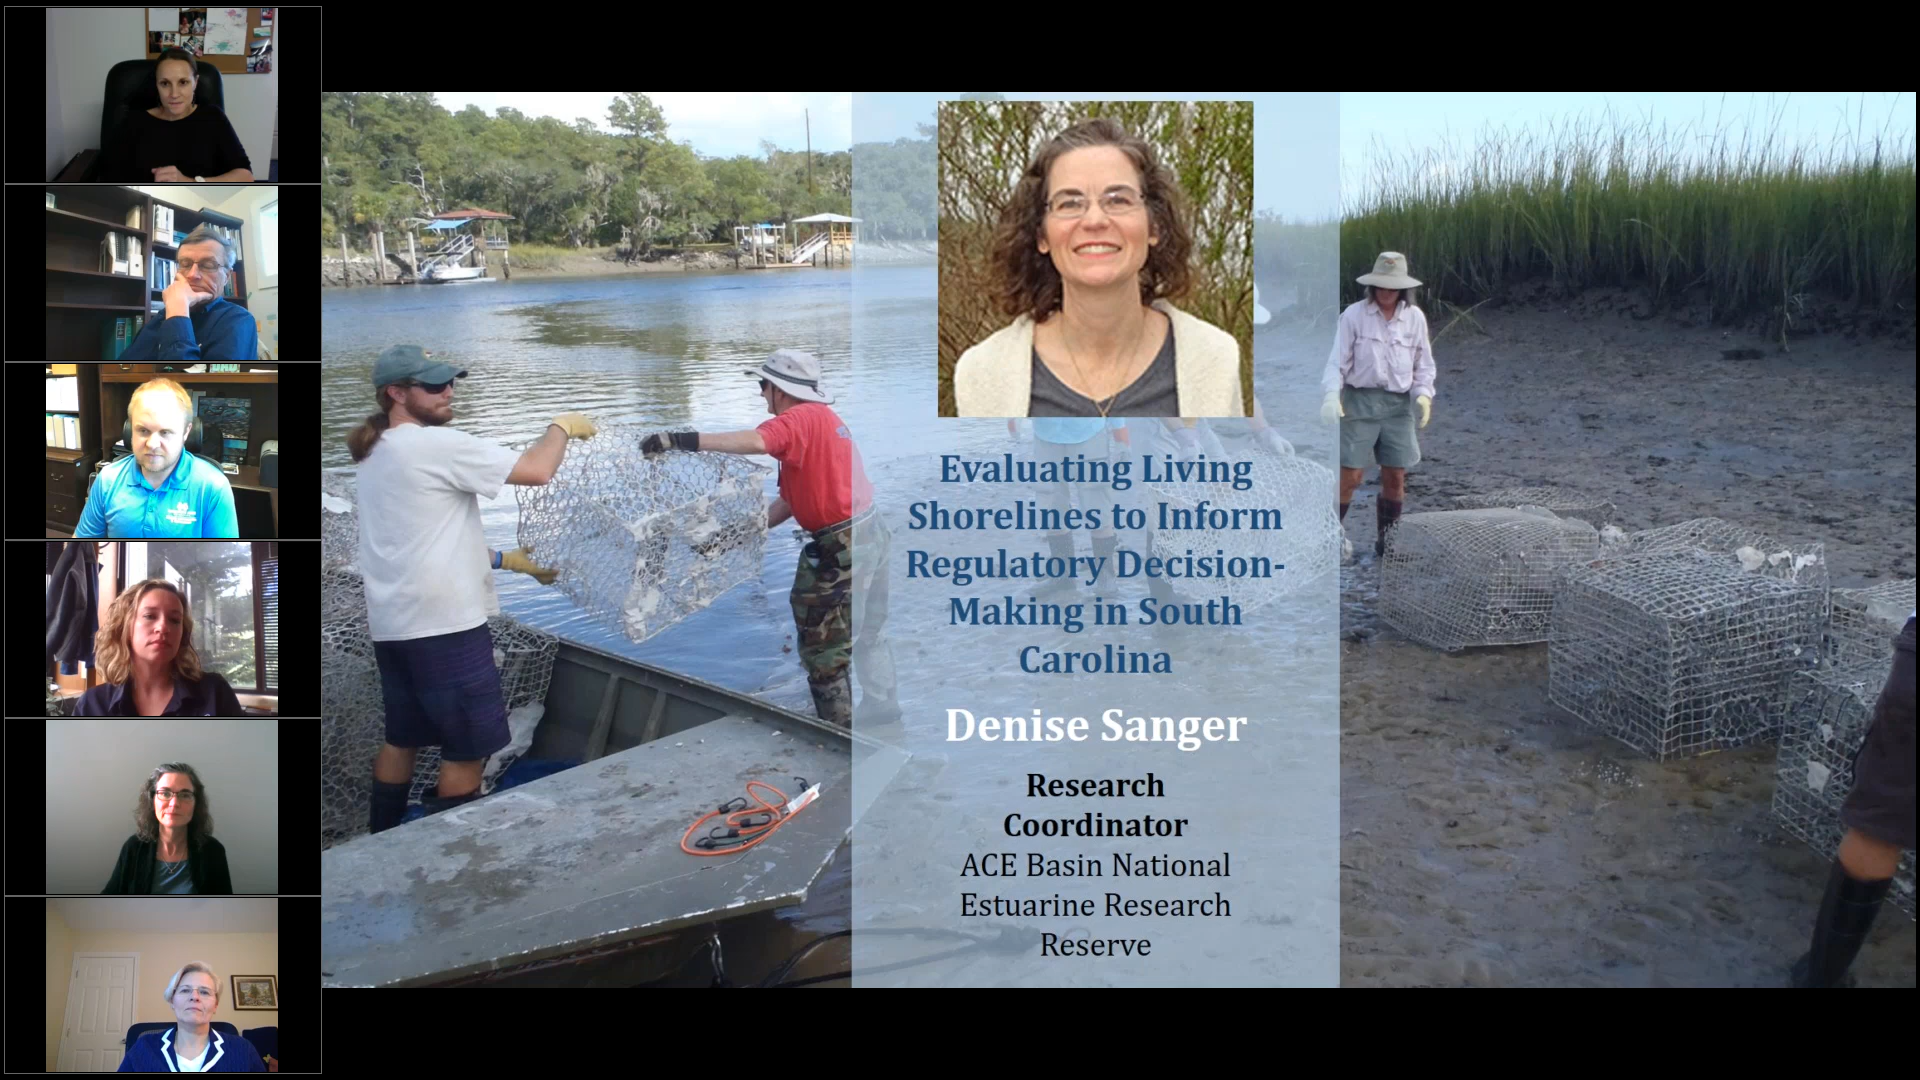 Evaluating Living
Shorelines to Inform
Regulatory Decision-
Making in South
Carolina
Denise Sanger
Research
Coordinator
ACE Basin National
Estuarine Research
Reserve